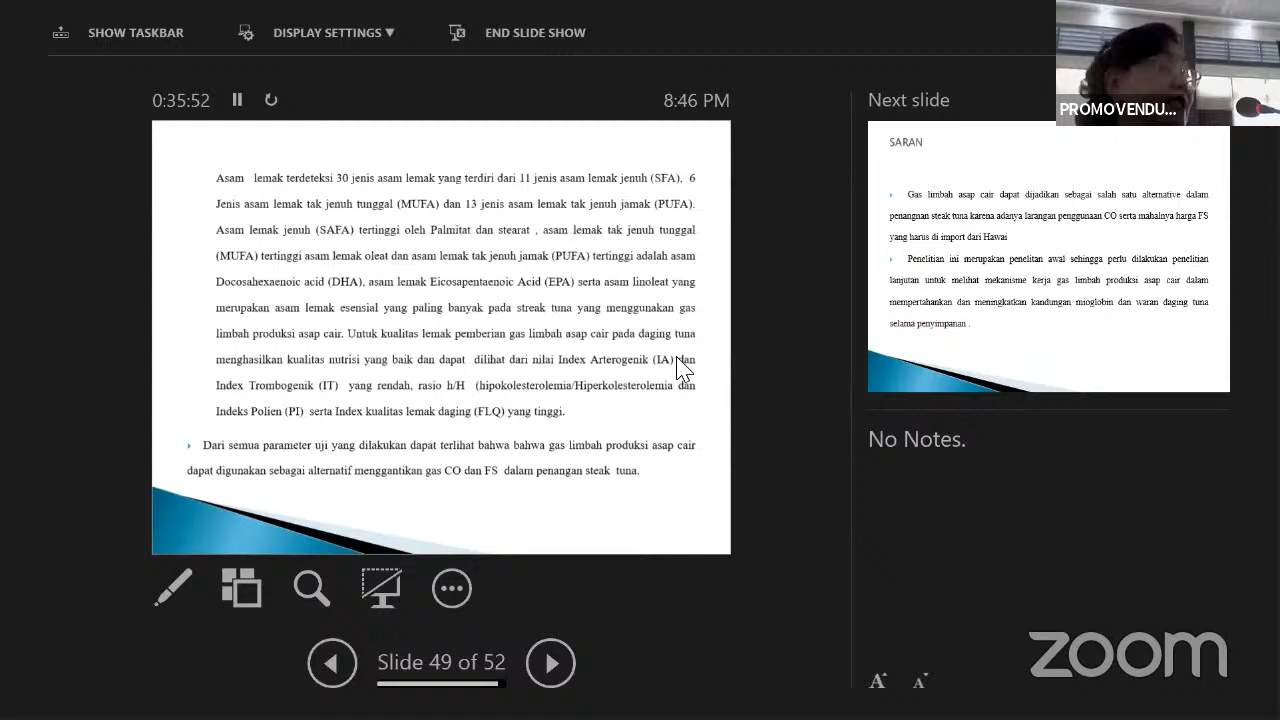 SHOW TASKBAR
DISPLAY SETTINGS ▼
END SLIDE SHOW
PROMOVENDU...
0:35:52
8:46 PM
Asam lemak terdeteksi 30 jenis asam lemak yang terdiri dari 11 jenis asam lemak jenuh (SFA), 6
Jenis asam lemak tak jenuh tunggal (MUFA) dan 13 jenis asam lemak tak jenuh jamak (PUFA).
Asam lemak jenuh (SAFA) tertinggi oleh Palmitat dan stearat , asam lemak tak jenuh tunggal
(MUFA) tertinggi asam lemak oleat dan asam lemak tak jenuh jamak (PUFA) tertinggi adalah asam
Docosahexaenoic acid (DHA), asam lemak Eicosapentaenoic Acid (EPA) serta asam linoleat yang
merupakan asam lemak esensial yang paling banyak pada streak tuna yang menggunakan gas
limbah produksi asap cair. Untuk kualitas lemak pemberian gas limbah asap cair pada daging tuna
menghasilkan kualitas nutrisi yang baik dan dapat dilihat dari nilai Index Arterogenik (IA) dan
Index Trombogenik (IT) yang rendah, rasio h/H (hipokolesterolemia/Hiperkolesterolemia dan
Indeks Polien (PI) serta Index kualitas lemak daging (FLQ) yang tinggi.
Dari semua parameter uji yang dilakukan dapat terlihat bahwa bahwa gas limbah produksi asap cair
dapat digunakan sebagai alternatif menggantikan gas CO dan FS dalam penangan steak tuna.
Slide 49 of 52
Next slide
SARAN
Gas limbah asap cair dapat dijadikan sebagai salah satu alternative dalam
penangnan steak tuna karena adanya larangan penggunaan CO serta mahalnya harga FS
yang harus di import dari Hawai
Penelitian ini merupakan penelitan awal sehingga perlu dilakukan penelitian
lanjutan untuk melihat mekanisme kerja gas limbah produksi asap cair dalam
mempertahankan dan meningkatkan kandungan mioglobin dan waran daging tuna
selama penyimpanan .
No Notes.
A A
zoom